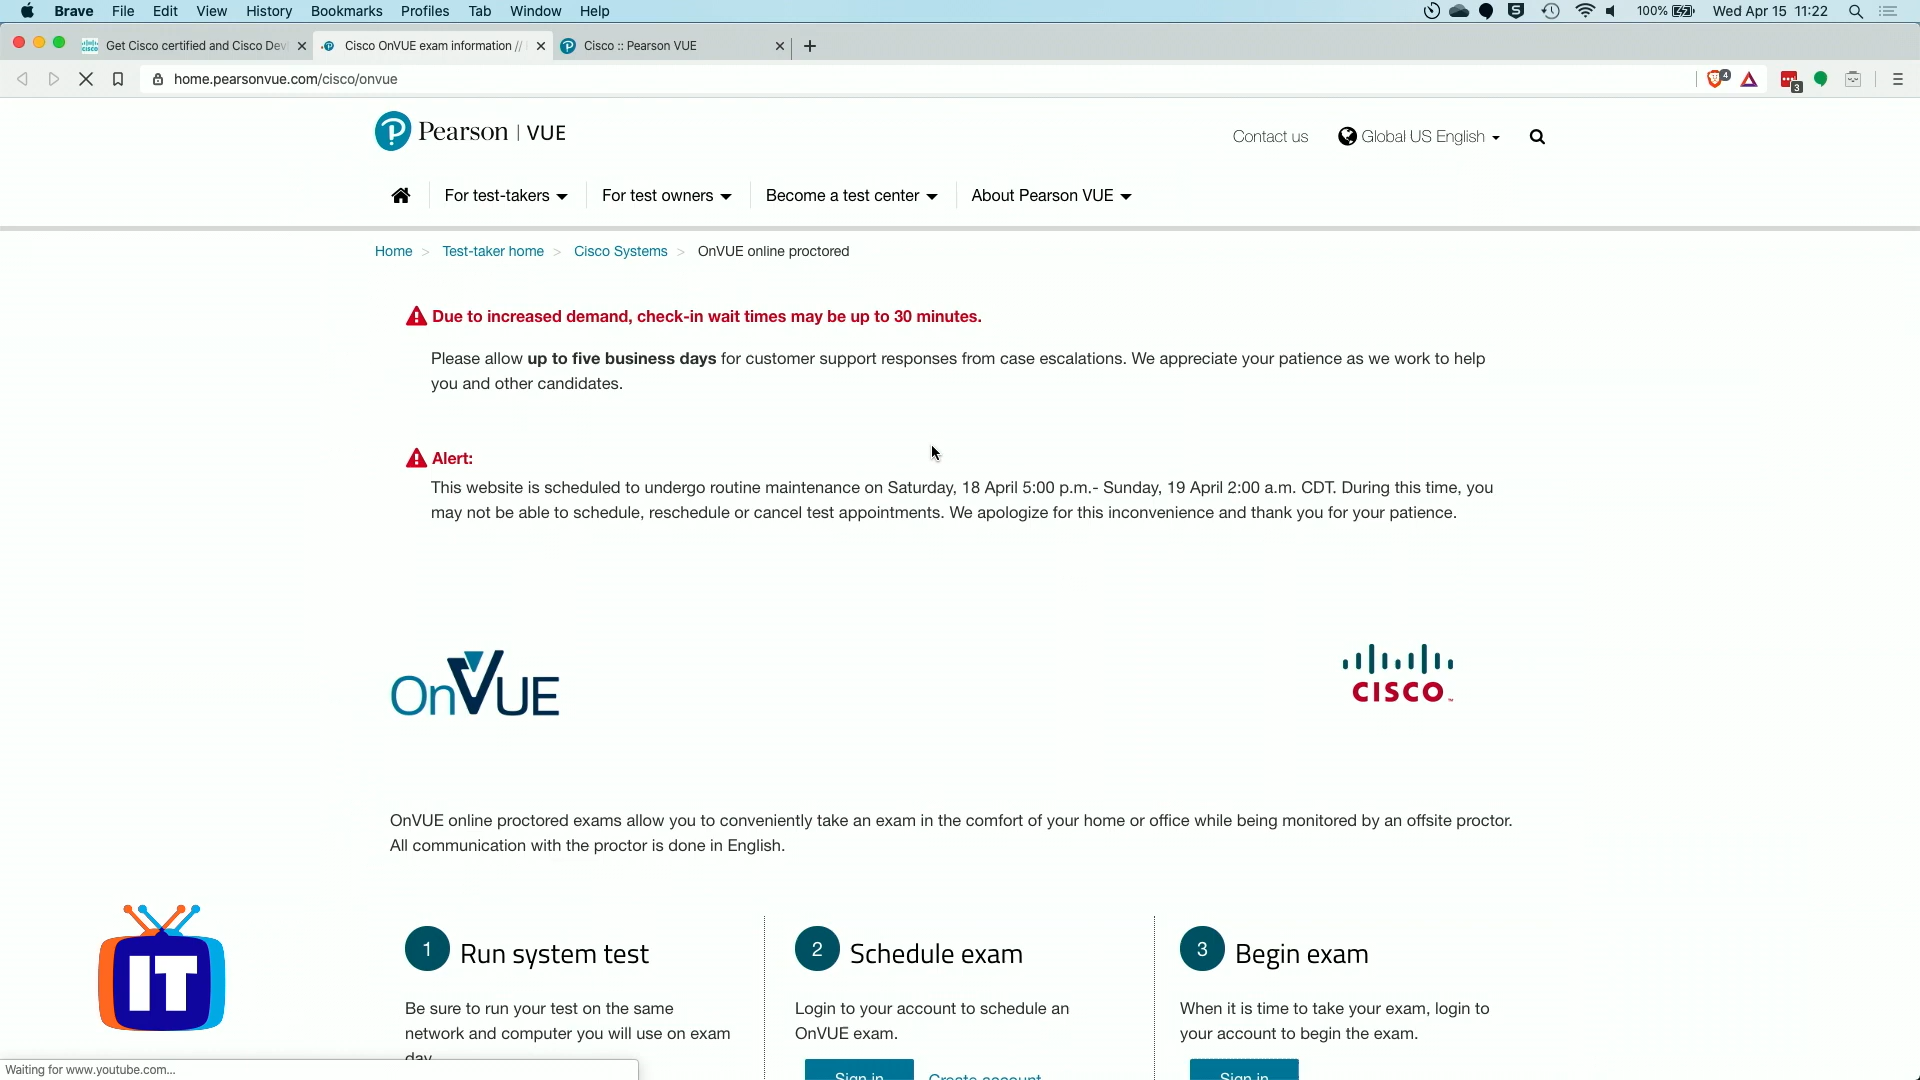 Brave File Edit View History Bookmarks Profiles Tab Window Help
100% Wed Apr 15 11:22
Get Cisco certified and Cisco Dev
Cisco OnVUE exam information //
Cisco :: Pearson VUE
home.pearsonvue.com/cisco/onvue
4
3
Pearson | VUE
Contact us
Global US English
For test-takers
For test owners
Become a test center
About Pearson VUE
Home > Test-taker home > Cisco Systems > OnVUE online proctored
Due to increased demand, check-in wait times may be up to 30 minutes.
Please allow up to five business days for customer support responses from case escalations. We appreciate your patience as we work to help
you and other candidates.
Alert:
This website is scheduled to undergo routine maintenance on Saturday, 18 April 5:00 p.m.- Sunday, 19 April 2:00 a.m. CDT. During this time, you
may not be able to schedule, reschedule or cancel test appointments. We apologize for this inconvenience and thank you for your patience.
OnVUE
CISCO
OnVUE online proctored exams allow you to conveniently take an exam in the comfort of your home or office while being monitored by an offsite proctor.
All communication with the proctor is done in English.
1 Run system test
Be sure to run your test on the same
network and computer you will use on exam
day.
2 Schedule exam
Login to your account to schedule an
OnVUE exam.
Sign in Create account
3 Begin exam
When it is time to take your exam, login to
your account to begin the exam.
Sign in
IT
Waiting for www.youtube.com...